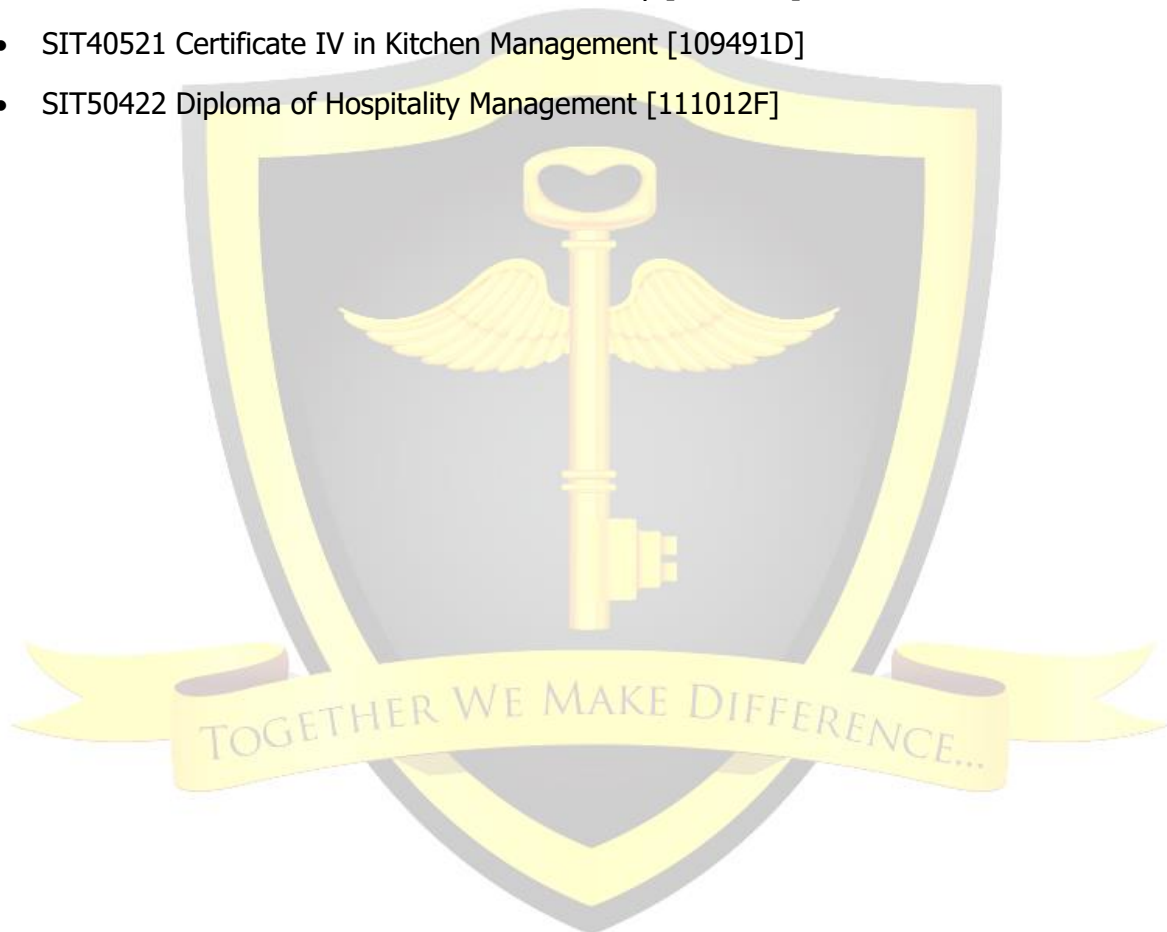 • SIT40521 Certificate IV in Kitchen Management [109491D]
• SIT50422 Diploma of Hospitality Management [111012F]
TOGETHER WE MAKE DIFFERENCE...